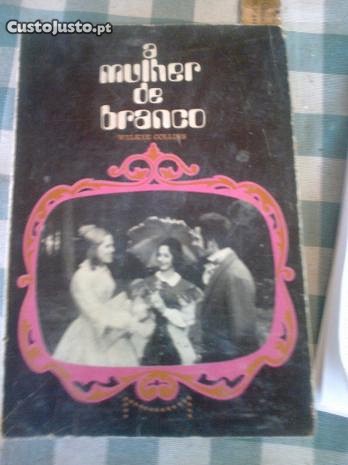 CustoJusto.pt
a
mulher
de
branco
WILKIE COLLINS